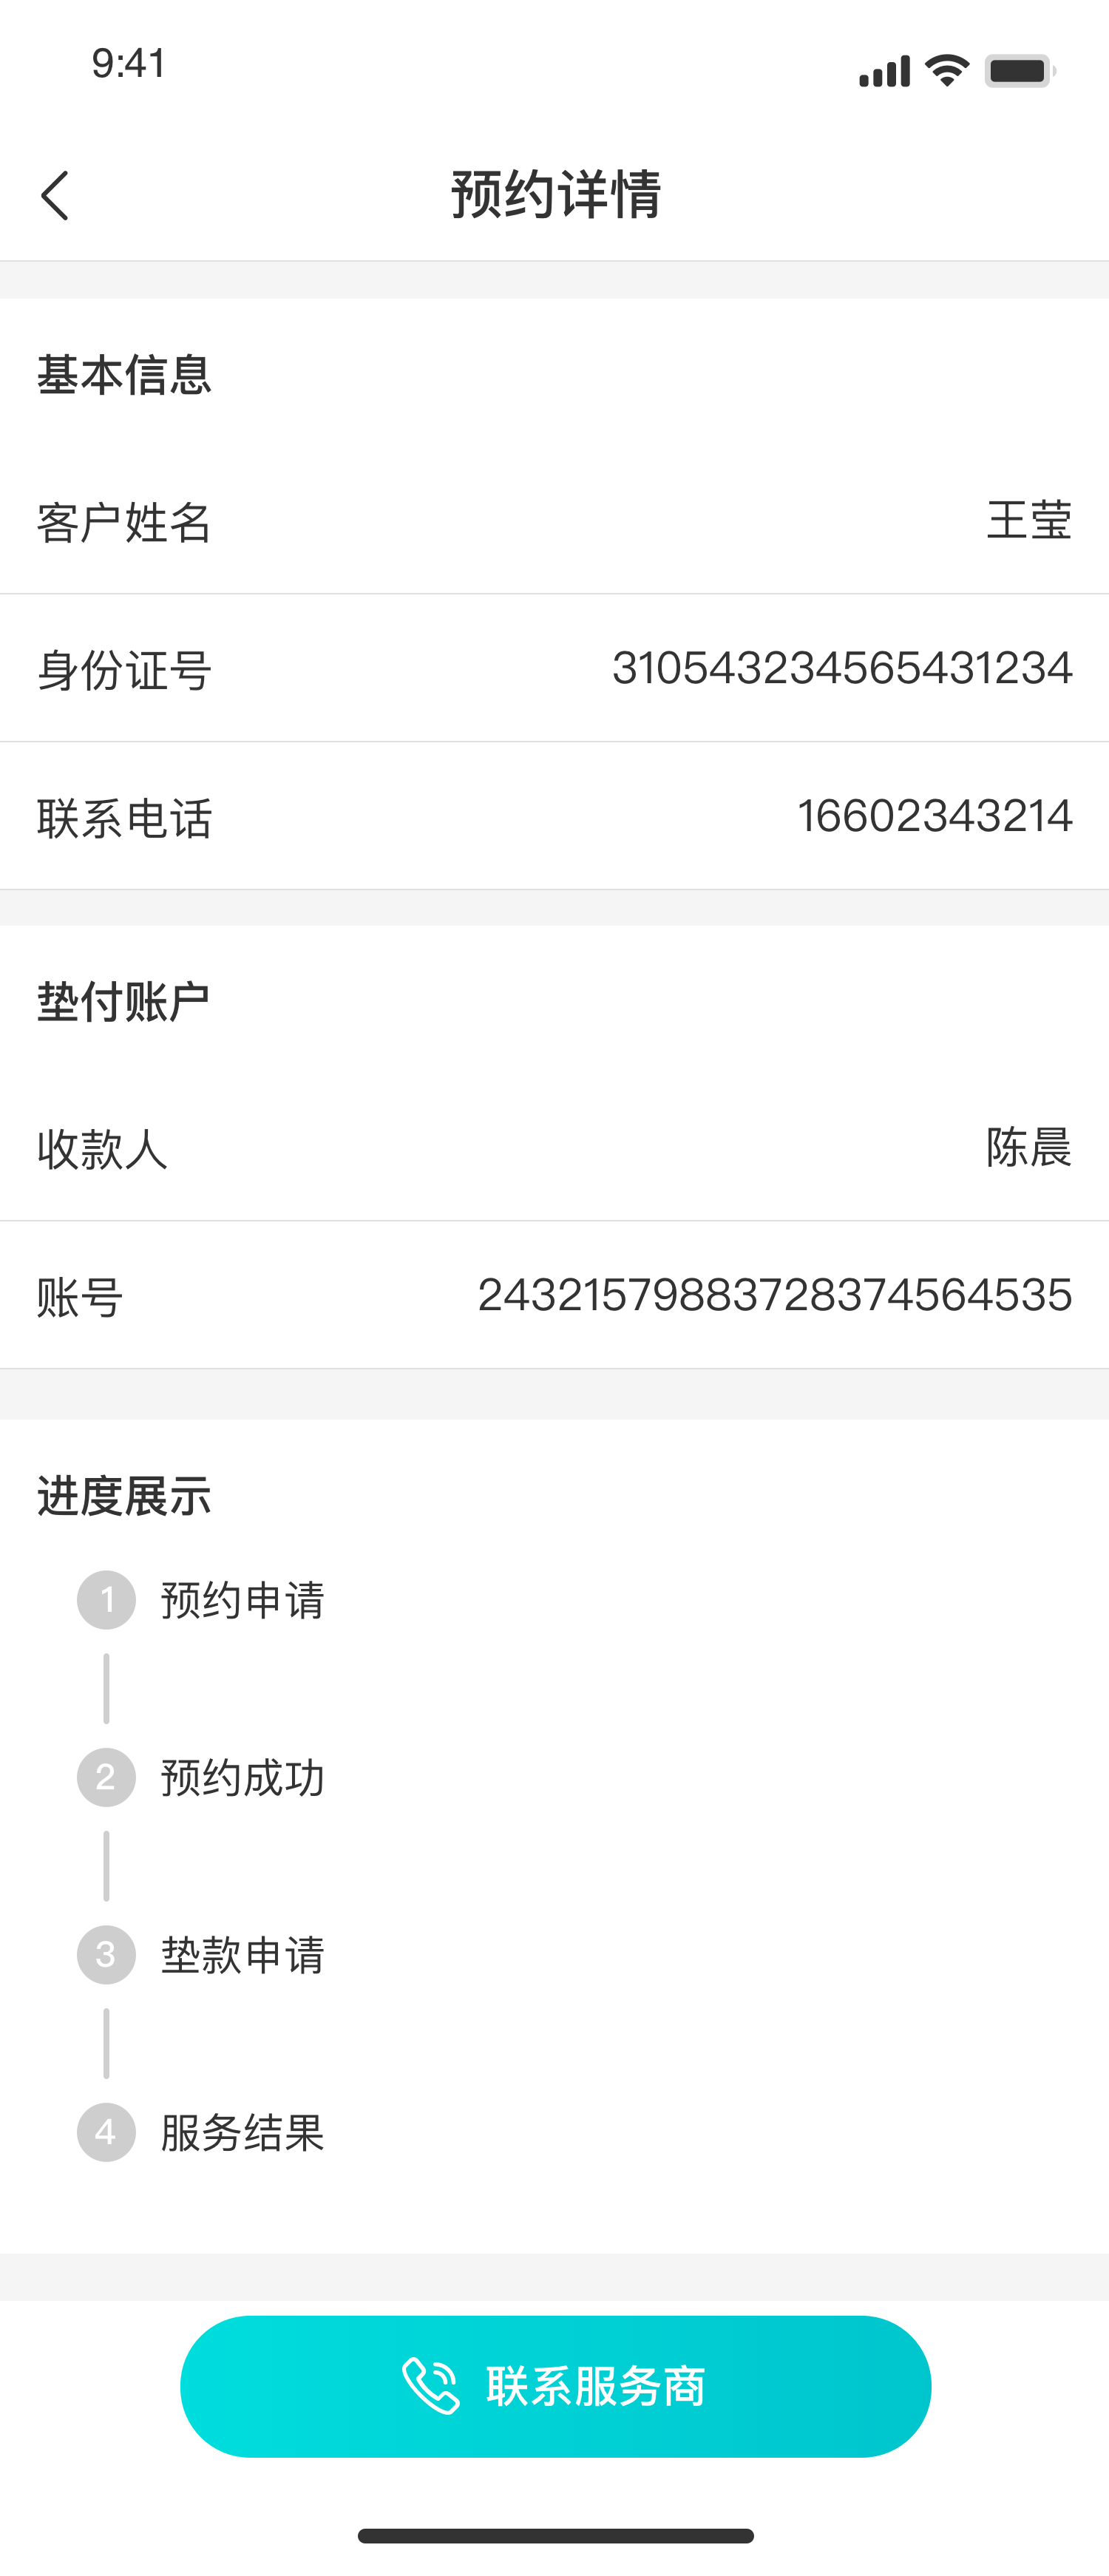 9:41
预约详情
基本信息
客户姓名 王莹
身份证号 310543234565431234
联系电话 16602343214
垫付账户
收款人 陈晨
账号 24321579883728374564535
进度展示
1 预约申请
2 预约成功
3 垫款申请
4 服务结果
联系服务商